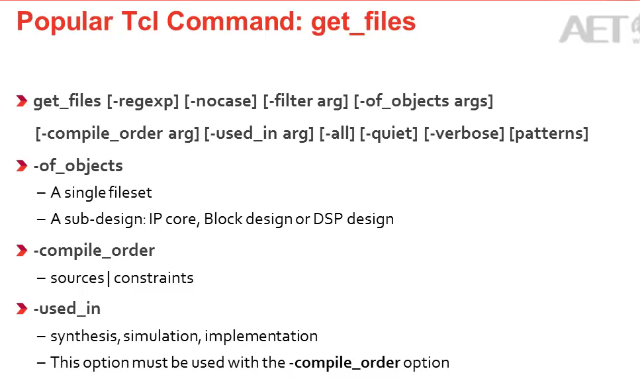 Popular Tcl Command: get_files
AET
get_files [-regexp] [-nocase] [-filter arg] [-of_objects args]
[-compile_order arg] [-used_in arg] [-all] [-quiet] [-verbose] [patterns]
-of_objects
– A single fileset
– A sub-design: IP core, Block design or DSP design
-compile_order
– sources | constraints
-used_in
– synthesis, simulation, implementation
– This option must be used with the -compile_order option